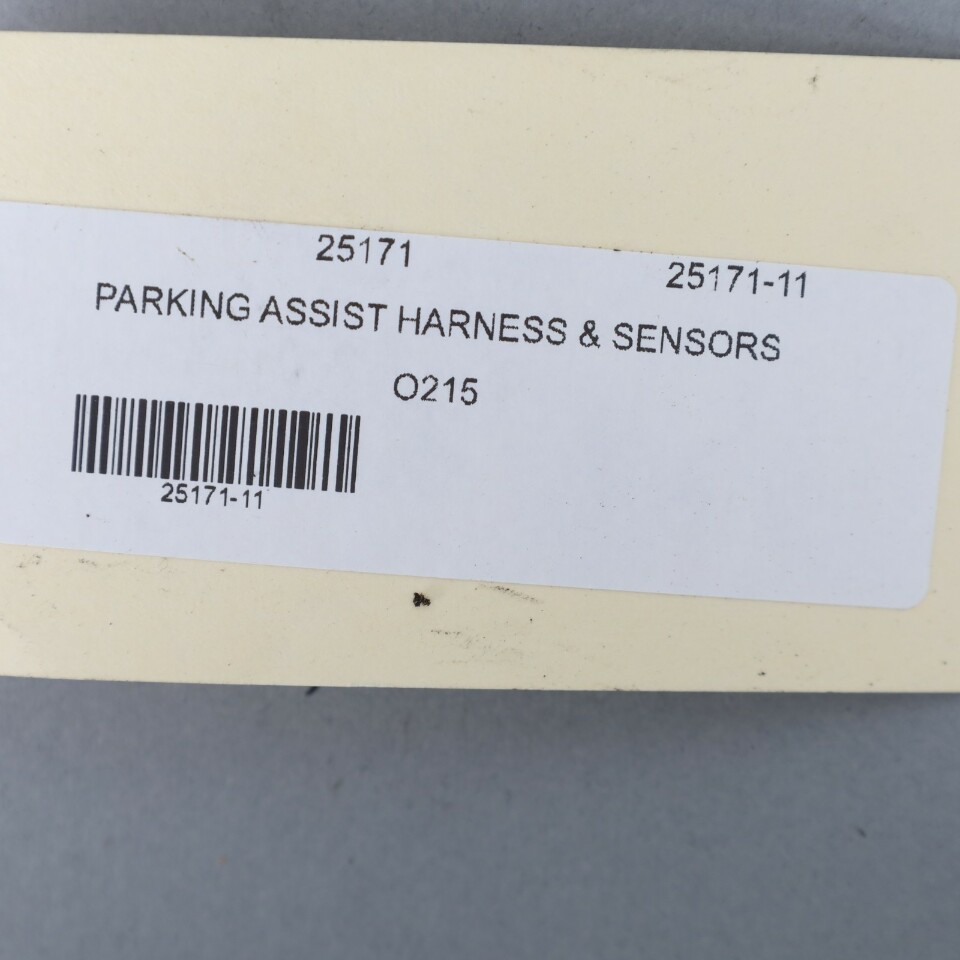 25171 25171-11
PARKING ASSIST HARNESS & SENSORS
O215
25171-11